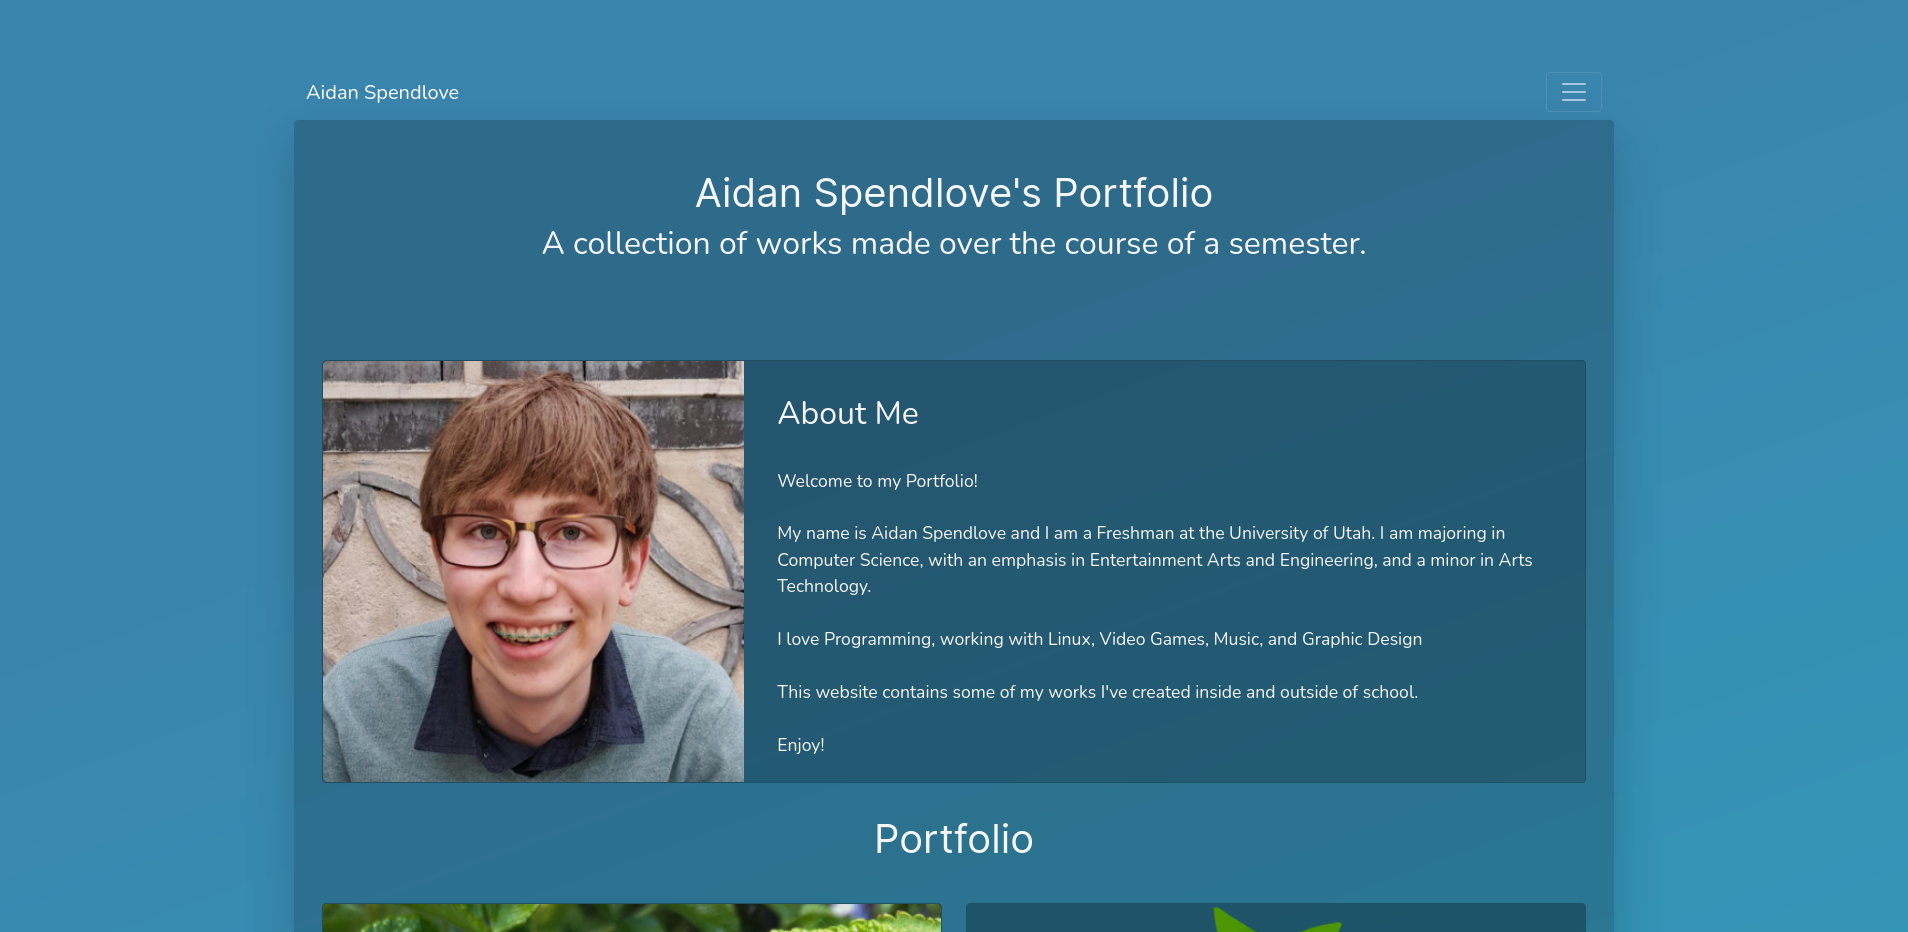 Aidan Spendlove
Aidan Spendlove's Portfolio
A collection of works made over the course of a semester.
About Me
Welcome to my Portfolio!
My name is Aidan Spendlove and I am a Freshman at the University of Utah. I am majoring in
Computer Science, with an emphasis in Entertainment Arts and Engineering, and a minor in Arts
Technology.
I love Programming, working with Linux, Video Games, Music, and Graphic Design
This website contains some of my works I've created inside and outside of school.
Enjoy!
Portfolio